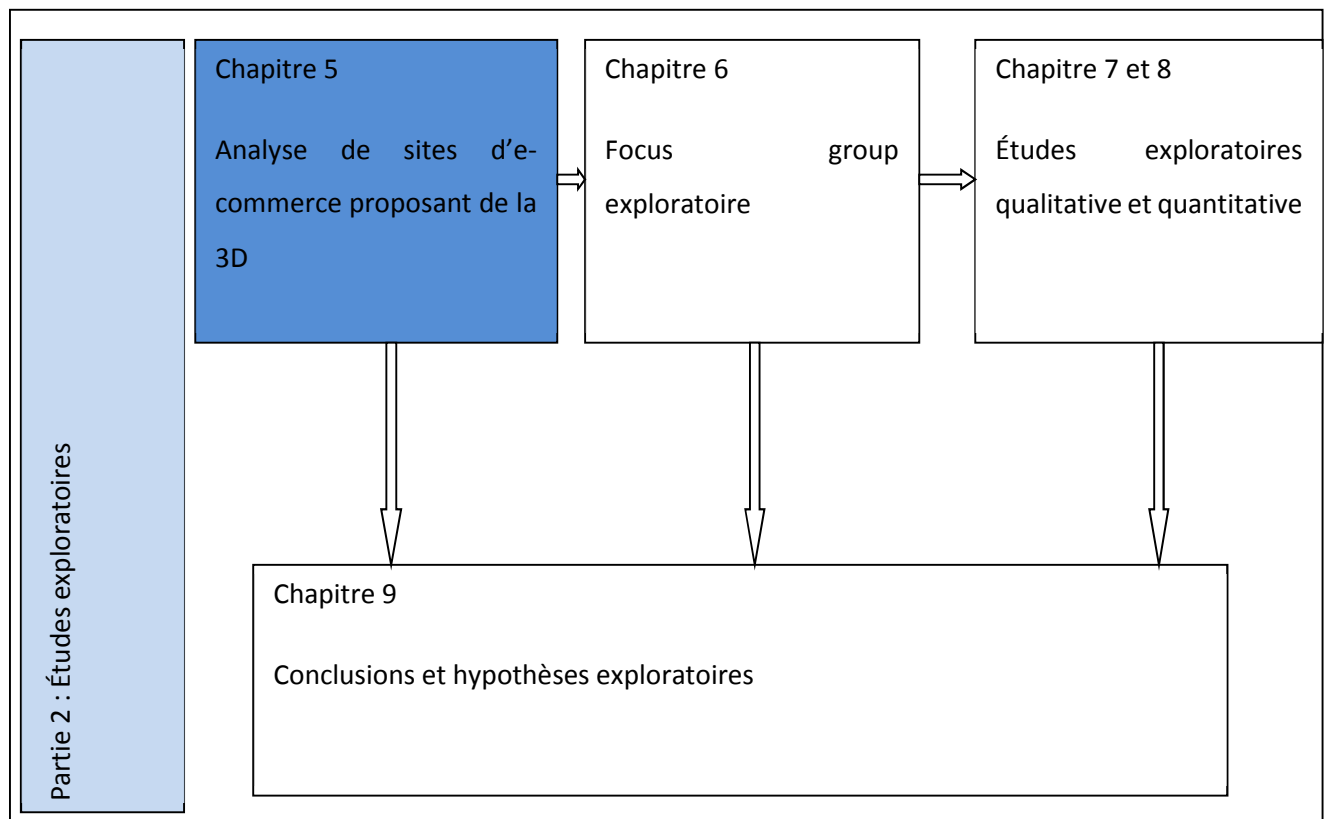 Partie 2 : Études exploratoires
Chapitre 5
Analyse de sites d'e-
commerce proposant de la
3D
Chapitre 6
Focus group
exploratoire
Chapitre 7 et 8
Études exploratoires
qualitative et quantitative
Chapitre 9
Conclusions et hypothèses exploratoires